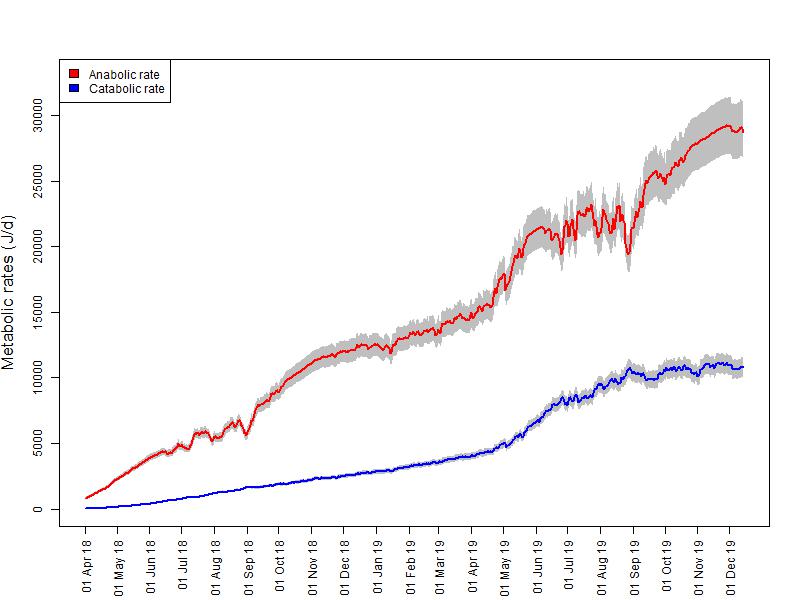 Anabolic rate
Catabolic rate
Metabolic rates (J/d)
30000
25000
20000
15000
10000
5000
0
01 Apr 18
01 May 18
01 Jun 18
01 Jul 18
01 Aug 18
01 Sep 18
01 Oct 18
01 Nov 18
01 Dec 18
01 Jan 19
01 Feb 19
01 Mar 19
01 Apr 19
01 May 19
01 Jun 19
01 Jul 19
01 Aug 19
01 Sep 19
01 Oct 19
01 Nov 19
01 Dec 19